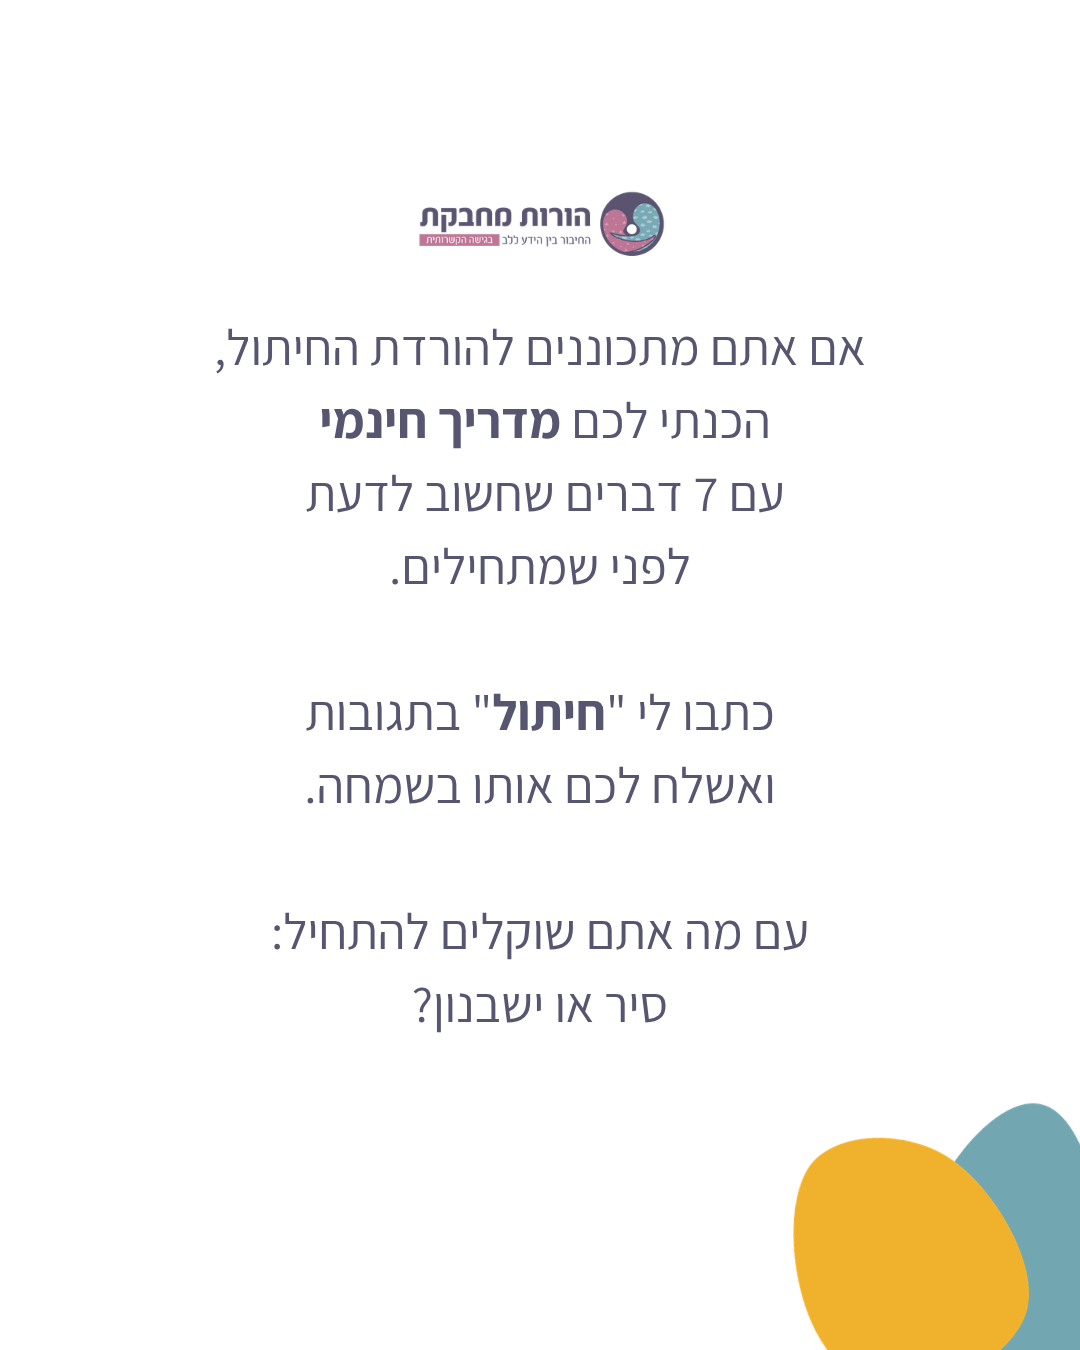 הורות מחבקת
החיבור בין הידע ללב בגישה הקשרותית
אם אתם מתכוננים להורדת החיתול,
הכנתי לכם מדריך חינמי
עם 7 דברים שחשוב לדעת
לפני שמתחילים.
כתבו לי "חיתול" בתגובות
ואשלח לכם אותו בשמחה.
עם מה אתם שוקלים להתחיל:
סיר או ישבנון?